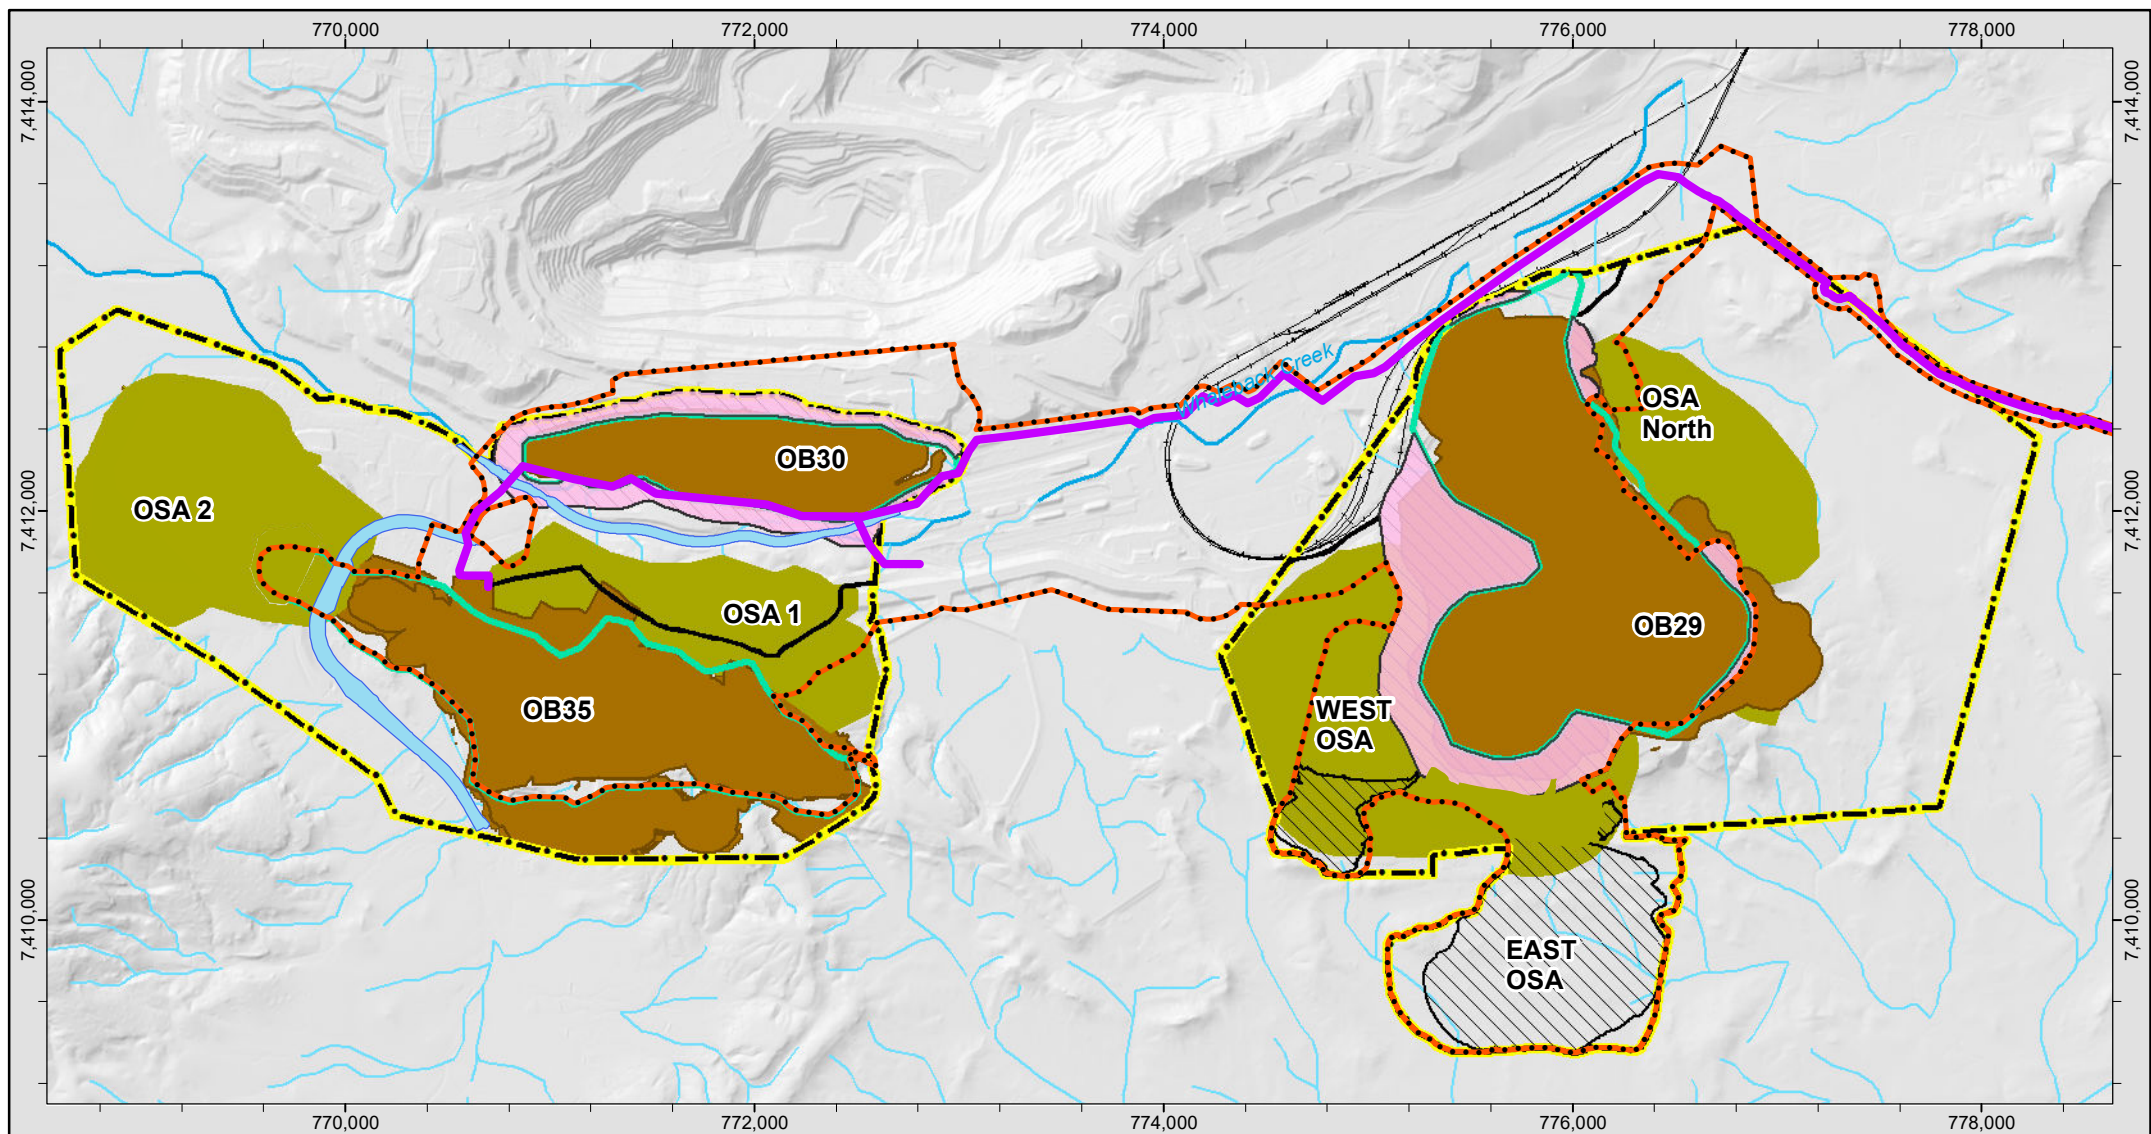 770,000
772,000
774,000
776,000
778,000
7,414,000
7,414,000
Whaleback Creek
OSA
North
OB30
OSA 2
7,412,000
7,412,000
OSA 1
OB29
OB35
WEST
OSA
7,410,000
7,410,000
EAST
OSA
770,000
772,000
774,000
776,000
778,000